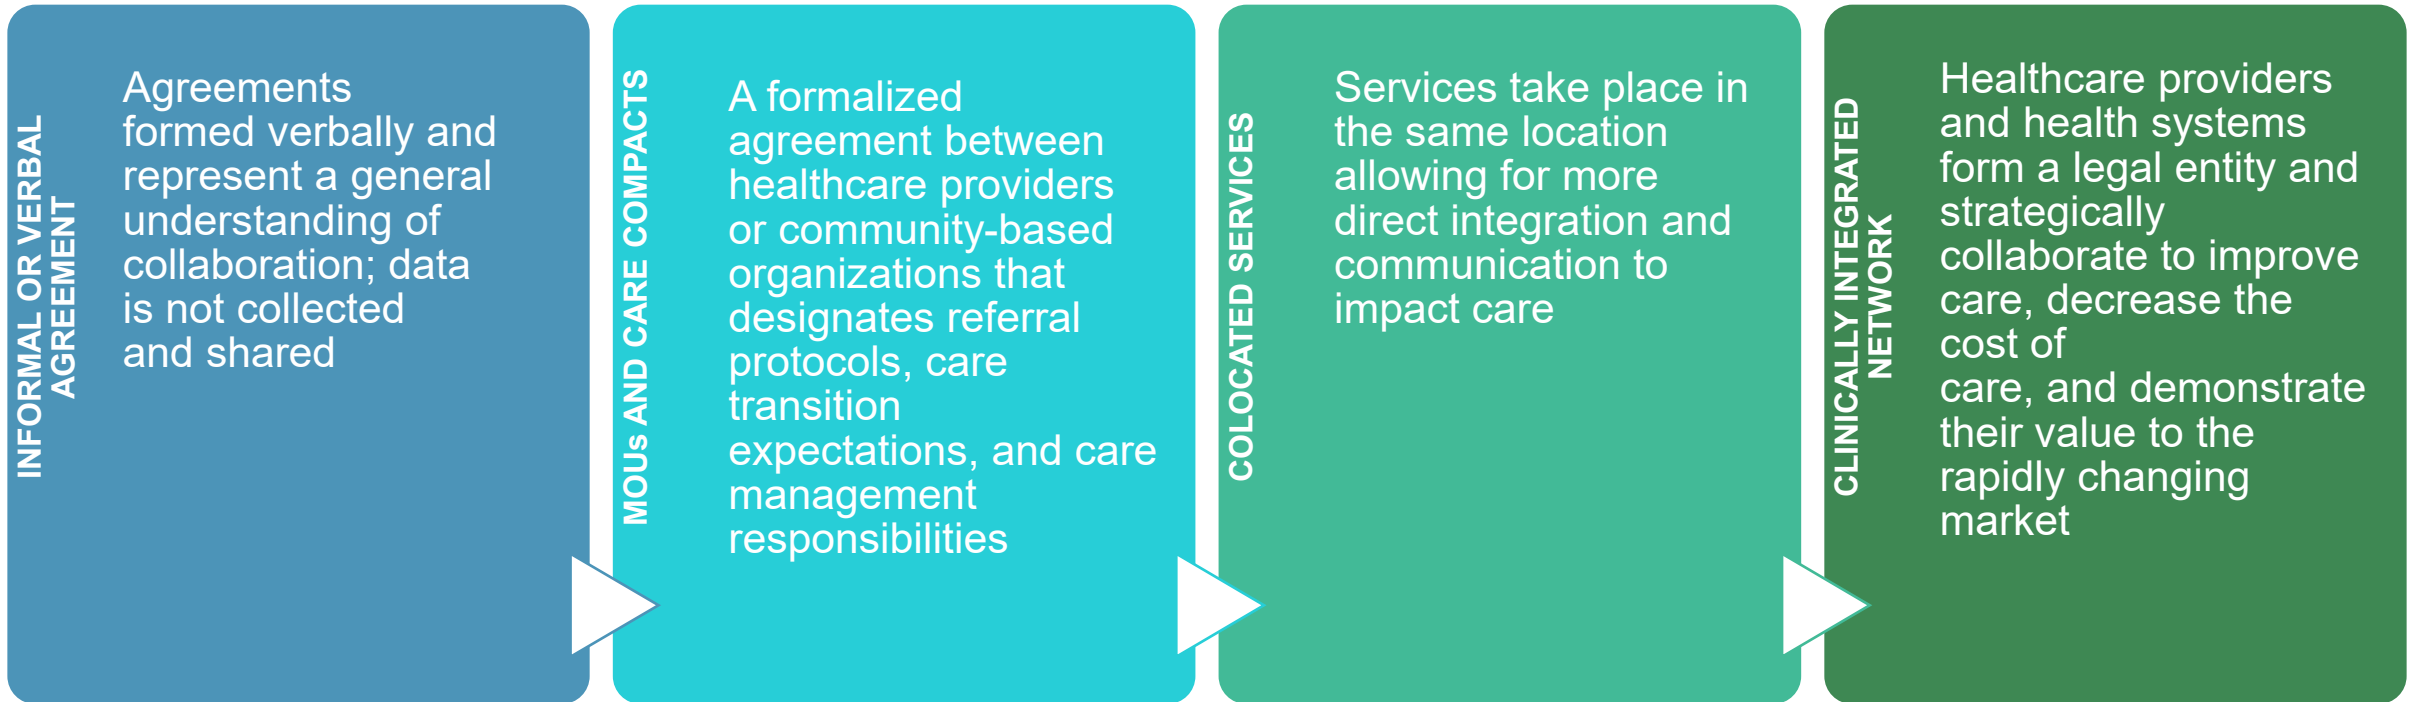 INFORMAL OR VERBAL
AGREEMENT
Agreements
formed verbally and
represent a general
understanding of
collaboration; data
is not collected
and shared
MOUs AND CARE COMPACTS
A formalized
agreement between
healthcare providers
or community-based
organizations that
designates referral
protocols, care
transition
expectations, and care
management
responsibilities
COLOCATED SERVICES
Services take place in
the same location
allowing for more
direct integration and
communication to
impact care
CLINICALLY INTEGRATED
NETWORK
Healthcare providers
and health systems
form a legal entity and
strategically
collaborate to improve
care, decrease the
cost of
care, and demonstrate
their value to the
rapidly changing
market